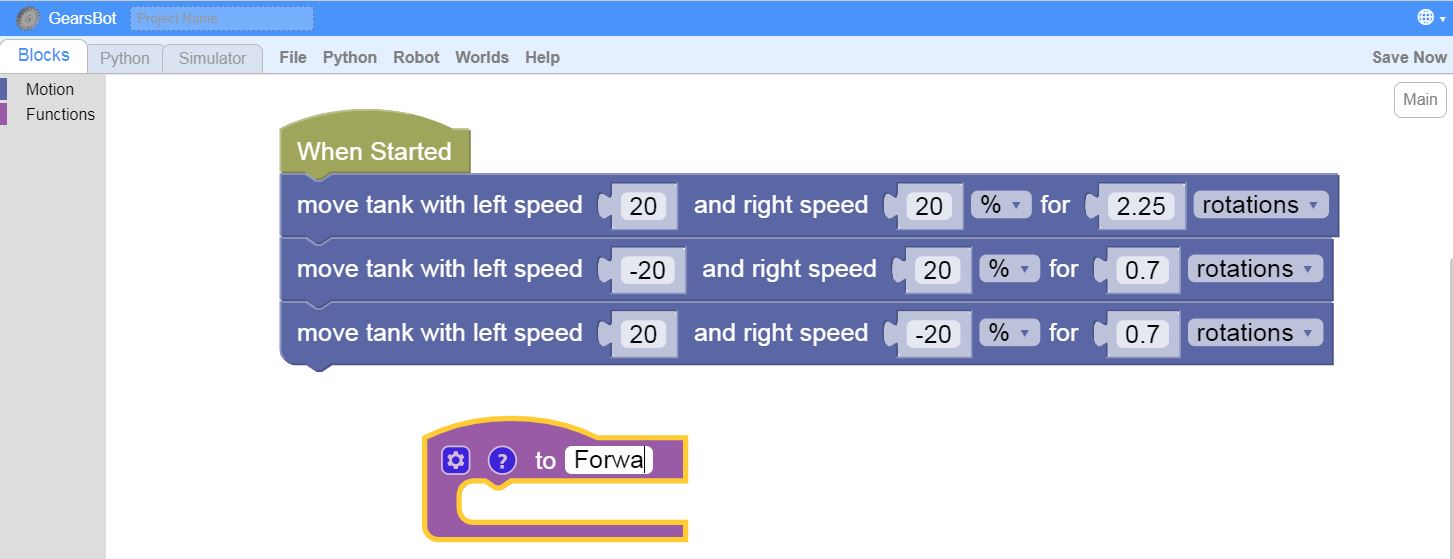 GearsBot Project Name
Blocks Python Simulator File Python Robot Worlds Help Save Now
Motion
Functions
Main
When Started
move tank with left speed 20 and right speed 20 % for 2.25 rotations
move tank with left speed -20 and right speed 20 % for 0.7 rotations
move tank with left speed 20 and right speed -20 % for 0.7 rotations
? to Forwa